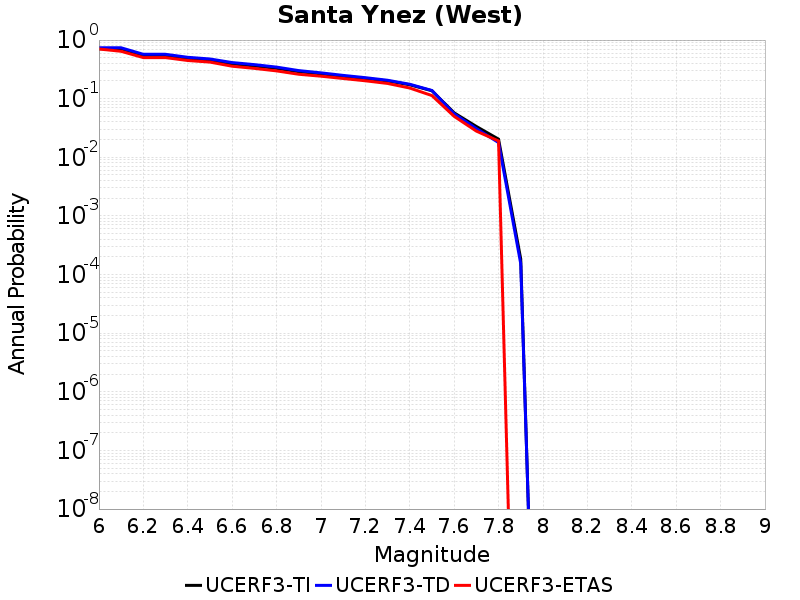 Santa Ynez (West)
Annual Probability
10^0
10^-1
10^-2
10^-3
10^-4
10^-5
10^-6
10^-7
10^-8
6 6.2 6.4 6.6 6.8 7 7.2 7.4 7.6 7.8 8 8.2 8.4 8.6 8.8 9
Magnitude
UCERF3-TI UCERF3-TD UCERF3-ETAS